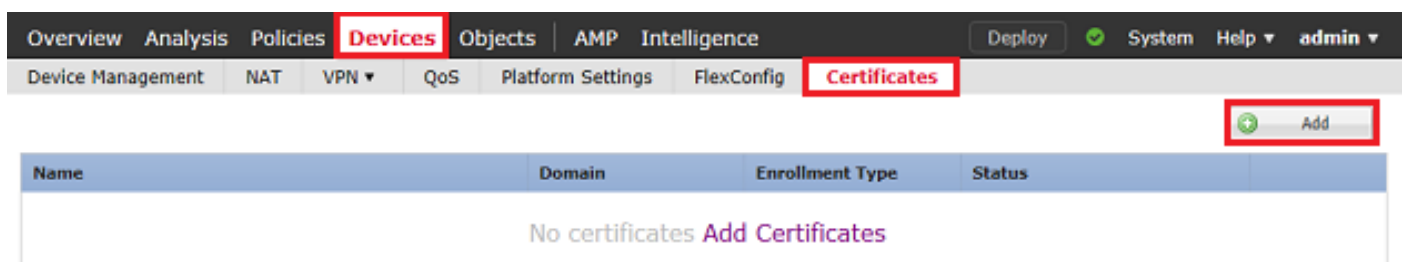 Overview Analysis Policies Devices Objects AMP Intelligence Deploy System Help ▾ admin ▾
Device Management NAT VPN ▾ QoS Platform Settings FlexConfig Certificates
Add
Name Domain Enrollment Type Status
No certificates Add Certificates